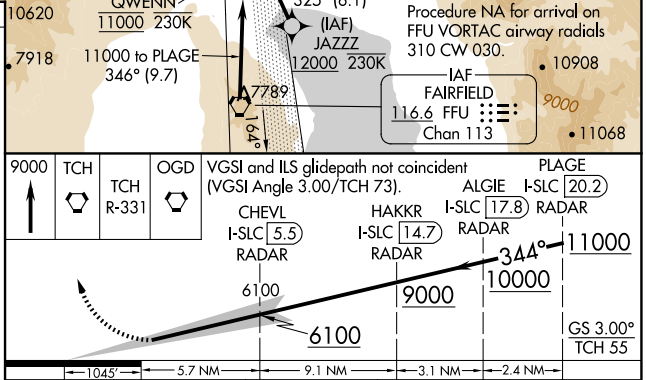 10620
QWENN
11000 230K
325° (6.1)
(IAF)
JAZZZ
12000 230K
Procedure NA for arrival on
FFU VORTAC airway radials
310 CW 030.
7918
11000 to PLAGE
346° (9.7)
7789
164°
IAF
FAIRFIELD
116.6 FFU
Chan 113
10908
9000
11068
9000
TCH
TCH
R-331
OGD
VGSI and ILS glidepath not coincident
(VGSI Angle 3.00/TCH 73).
CHEVL
I-SLC 5.5
RADAR
HAKKR
I-SLC 14.7
RADAR
ALGIE
I-SLC 17.8
RADAR
PLAGE
I-SLC 20.2
RADAR
344°
11000
10000
9000
6100
6100
GS 3.00°
TCH 55
1045'
5.7 NM
9.1 NM
3.1 NM
2.4 NM